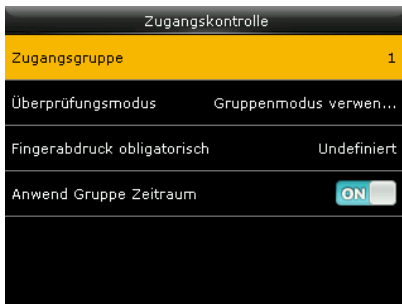 Zugangskontrolle
Zugangsgruppe 1
Überprüfungsmodus Gruppenmodus verwen...
Fingerabdruck obligatorisch Undefiniert
Anwend Gruppe Zeitraum ON